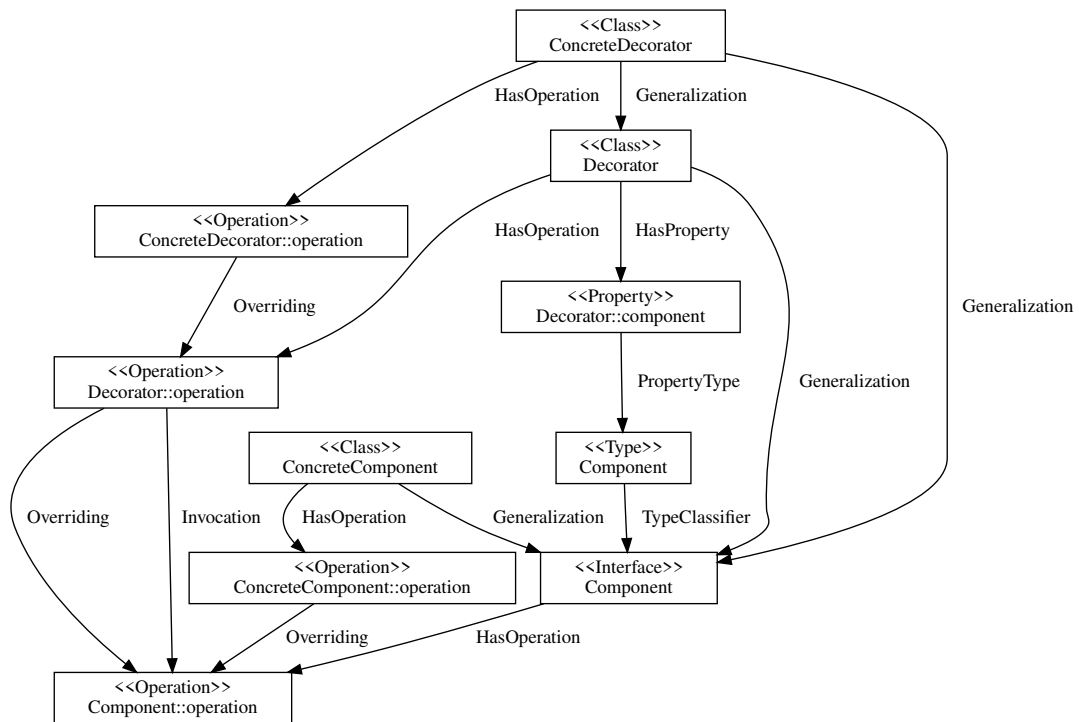 <<Class>>
ConcreteDecorator
HasOperation
Generalization
<<Class>>
Decorator
<<Operation>>
ConcreteDecorator::operation
HasOperation
HasProperty
<<Property>>
Decorator::component
Overriding
Generalization
<<Operation>>
Decorator::operation
PropertyType
Generalization
<<Class>>
ConcreteComponent
<<Type>>
Component
Overriding
Invocation
HasOperation
Generalization
TypeClassifier
<<Operation>>
ConcreteComponent::operation
<<Interface>>
Component
Overriding
HasOperation
<<Operation>>
Component::operation